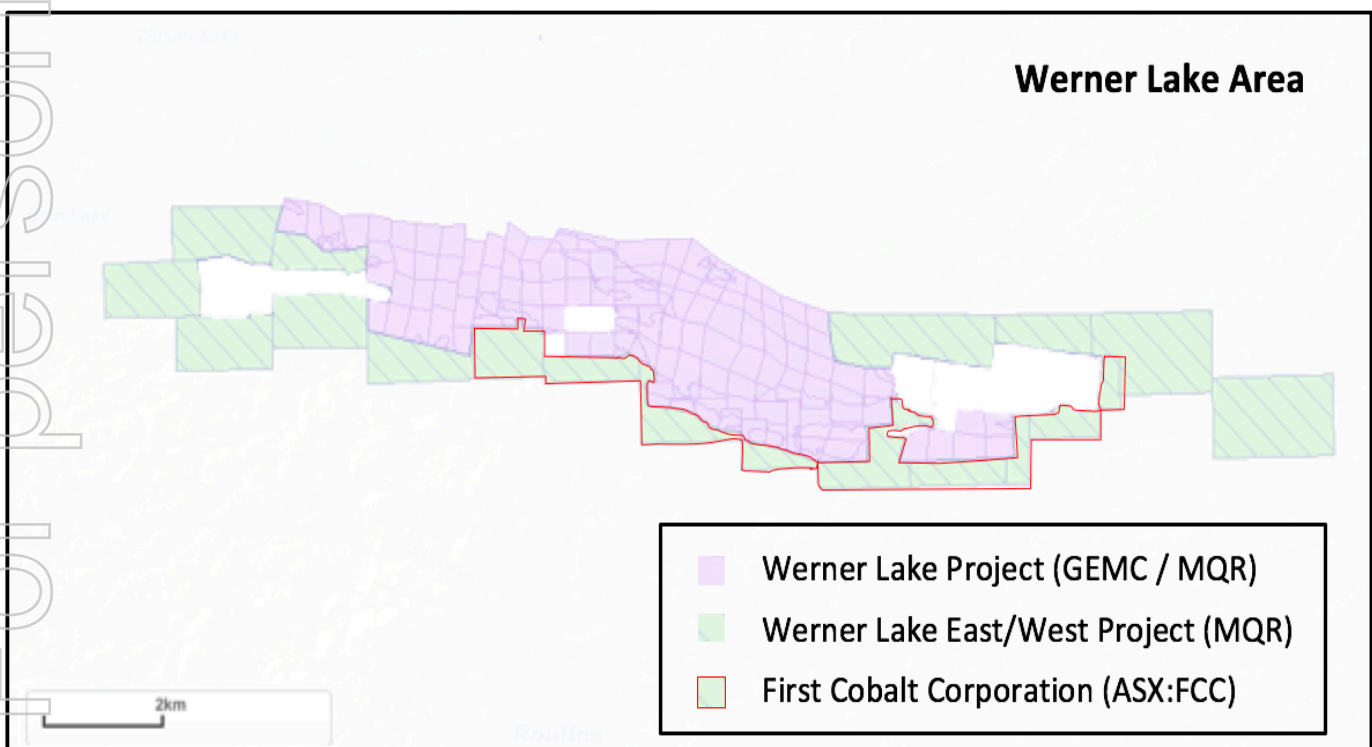 Werner Lake Area
Werner Lake Project (GEMC / MQR)
Werner Lake East/West Project (MQR)
First Cobalt Corporation (ASX:FCC)
2km
Routine